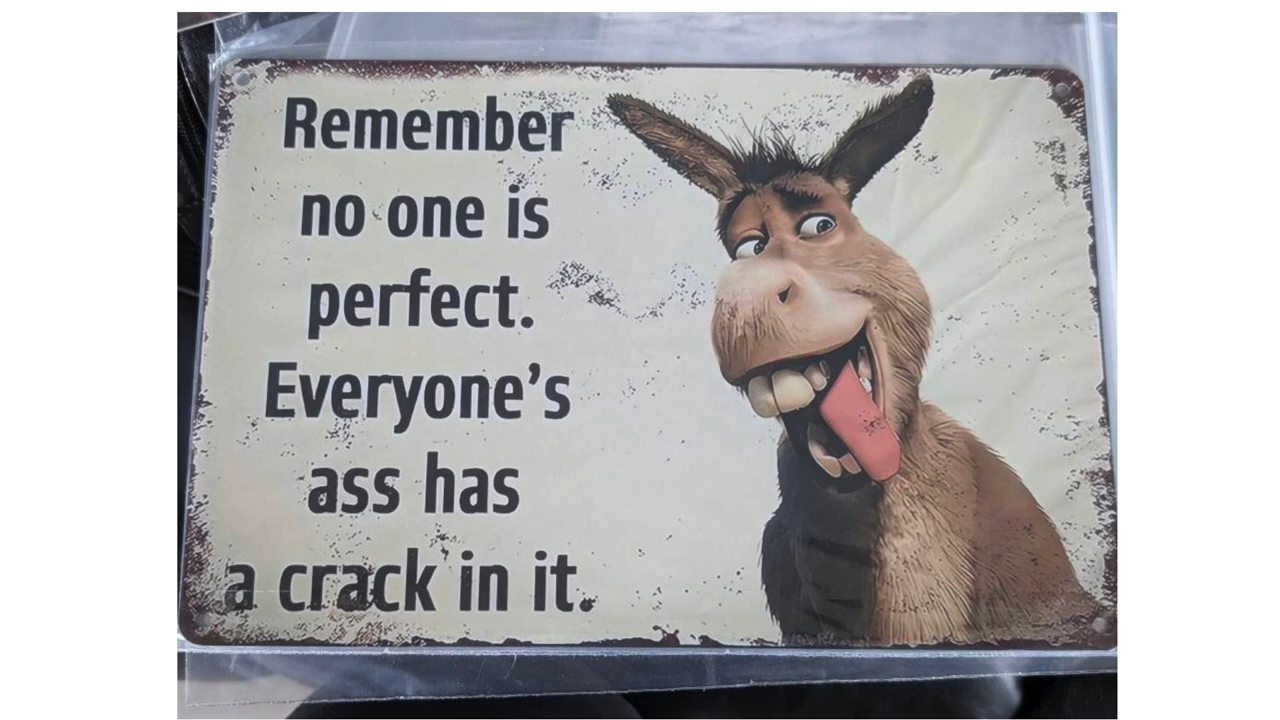 Remember
no one is
perfect.
Everyone’s
ass has
a crack in it.